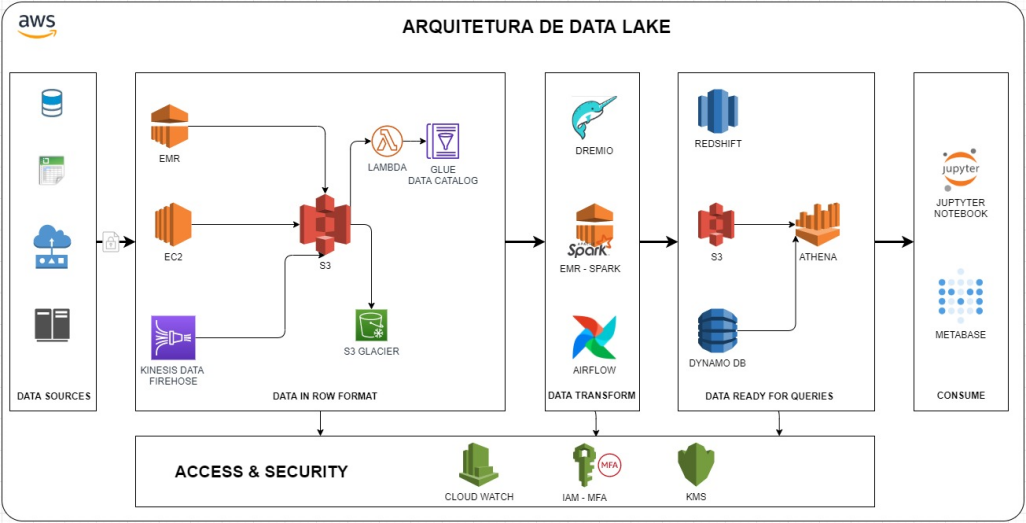 aws
ARQUITETURA DE DATA LAKE
DATA SOURCES
EMR
EC2
KINESIS DATA
FIREHOSE
S3
LAMBDA
GLUE
DATA CATALOG
S3 GLACIER
DATA IN ROW FORMAT
DREMIO
Spark
EMR - SPARK
AIRFLOW
DATA TRANSFORM
REDSHIFT
S3
ATHENA
DYNAMO DB
DATA READY FOR QUERIES
jupyter
JUPTYTER
NOTEBOOK
METABASE
CONSUME
ACCESS & SECURITY
CLOUD WATCH
MFA
IAM - MFA
KMS